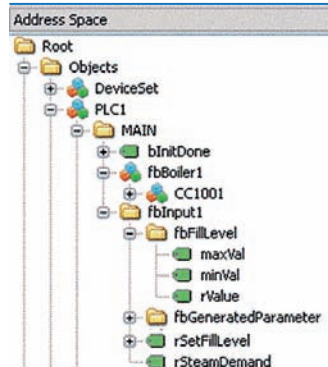 Address Space
Root
Objects
DeviceSet
PLC1
MAIN
bInitDone
fbBoiler1
CC1001
fbInput1
fbFillLevel
maxVal
minVal
rValue
fbGeneratedParameter
rSetFillLevel
rSteamDemand